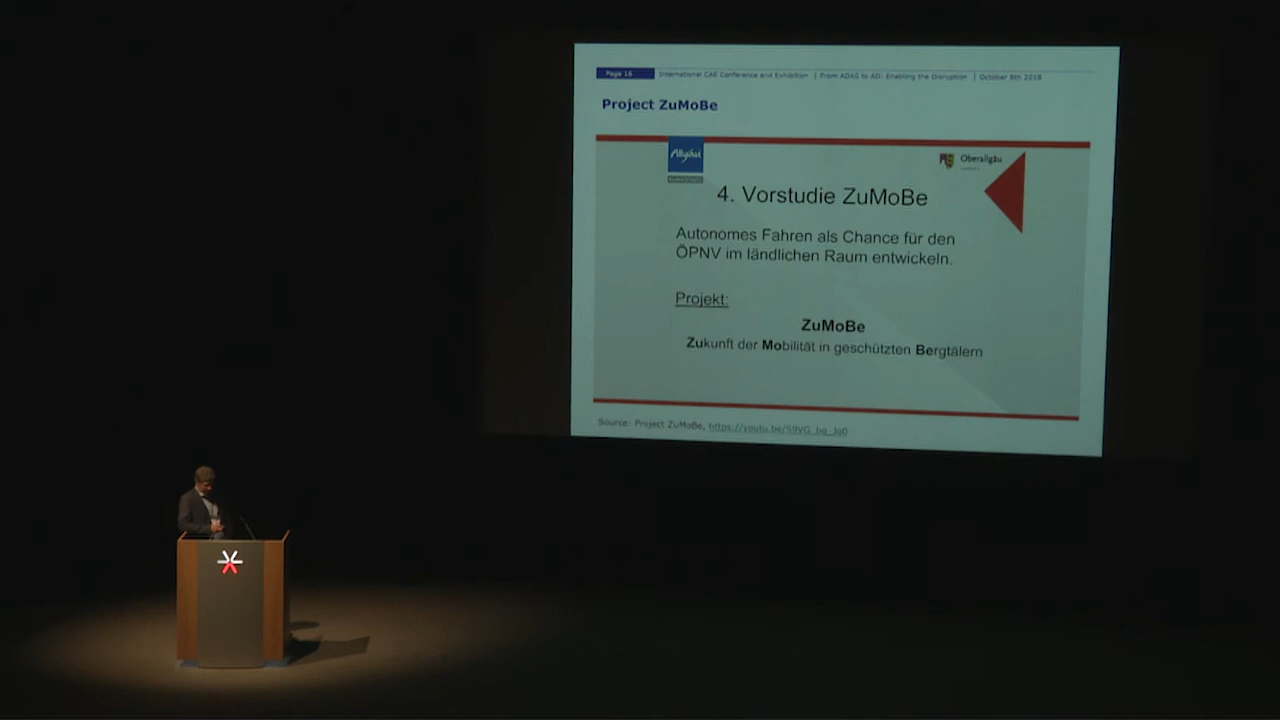 Page 16
International CAE Conference and Exhibition | From ADAS to AD: Enabling the Disruption | October 8th 2018
Project ZuMoBe
Allgäu
Oberallgäu
4. Vorstudie ZuMoBe
Autonomes Fahren als Chance für den
ÖPNV im ländlichen Raum entwickeln.
Projekt:
ZuMoBe
Zukunft der Mobilität in geschützten Bergtälern
Source: Project ZuMoBe,